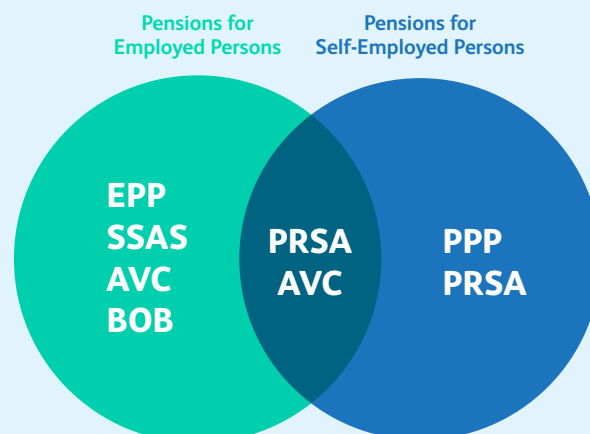 Pensions for
Employed Persons
Pensions for
Self-Employed Persons
EPP
SSAS
AVC
BOB
PRSA
AVC
PPP
PRSA